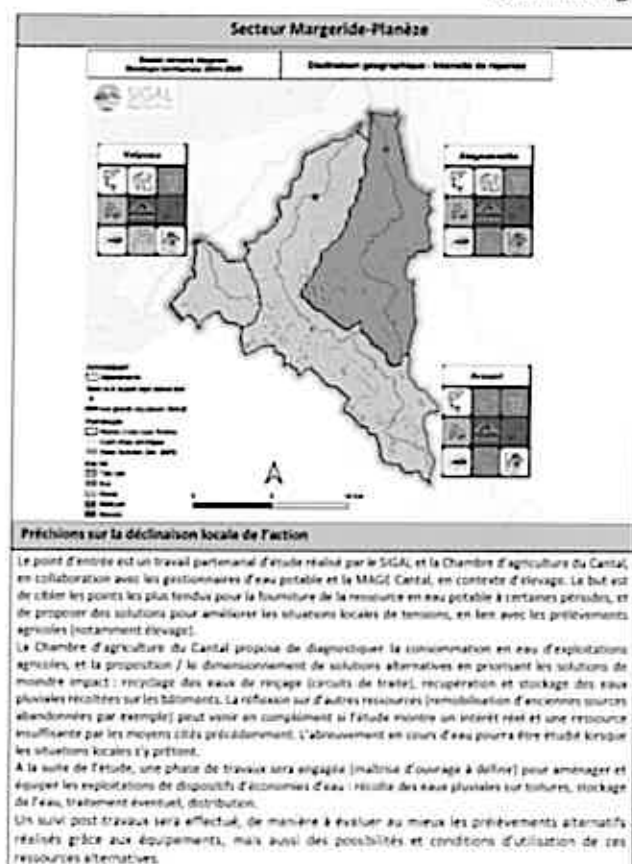 Secteur Margeride-Planèze
Déclinaison géographique : Intensité de réponse
SIGAL
Précisions sur la déclinaison locale de l'action
Le point d'entrée est un travail partenarial d'étude réalisé par le SIGAL et la Chambre d'agriculture du Cantal,
en collaboration avec les gestionnaires d'eau potable et la MAGE Cantal, en contexte d'élevage. Le but est
de cibler les points les plus tendus pour la fourniture de la ressource en eau potable à certaines périodes, et
de proposer des solutions pour améliorer les situations locales de tensions, en lien avec les prélèvements
agricoles (notamment élevage).
La Chambre d'agriculture du Cantal propose de diagnostiquer la consommation en eau d'exploitations
agricoles, et la proposition / le dimensionnement de solutions alternatives en priorisant les solutions de
moindre impact : recyclage des eaux de rinçage (circuits de traite), recupération et stockage des eaux
pluviales récoltées sur les bâtiments. La réflexion sur d'autres ressources (remobilisation d'anciennes sources
abandonnées par exemple) peut venir en complément si l'étude montre un intérêt réel et une ressource
insuffisante par les moyens cités précédemment. L'abreuvement en cours d'eau pourra être étudié lorsque
les situations locales s'y prêtent.
A la suite de l'étude, une phase de travaux sera engagée (maîtrise d'ouvrage à définir) pour aménager et
équiper les exploitations de dispositifs d'économies d'eau : récolte des eaux pluviales sur toitures, stockage
de l'eau, traitement éventuel, distribution.
Un suivi post travaux sera effectué, de manière à évaluer au mieux les prélèvements alternatifs
réalisés grâce aux équipements, mais aussi des possibilités et conditions d'utilisation de ces
ressources alternatives.